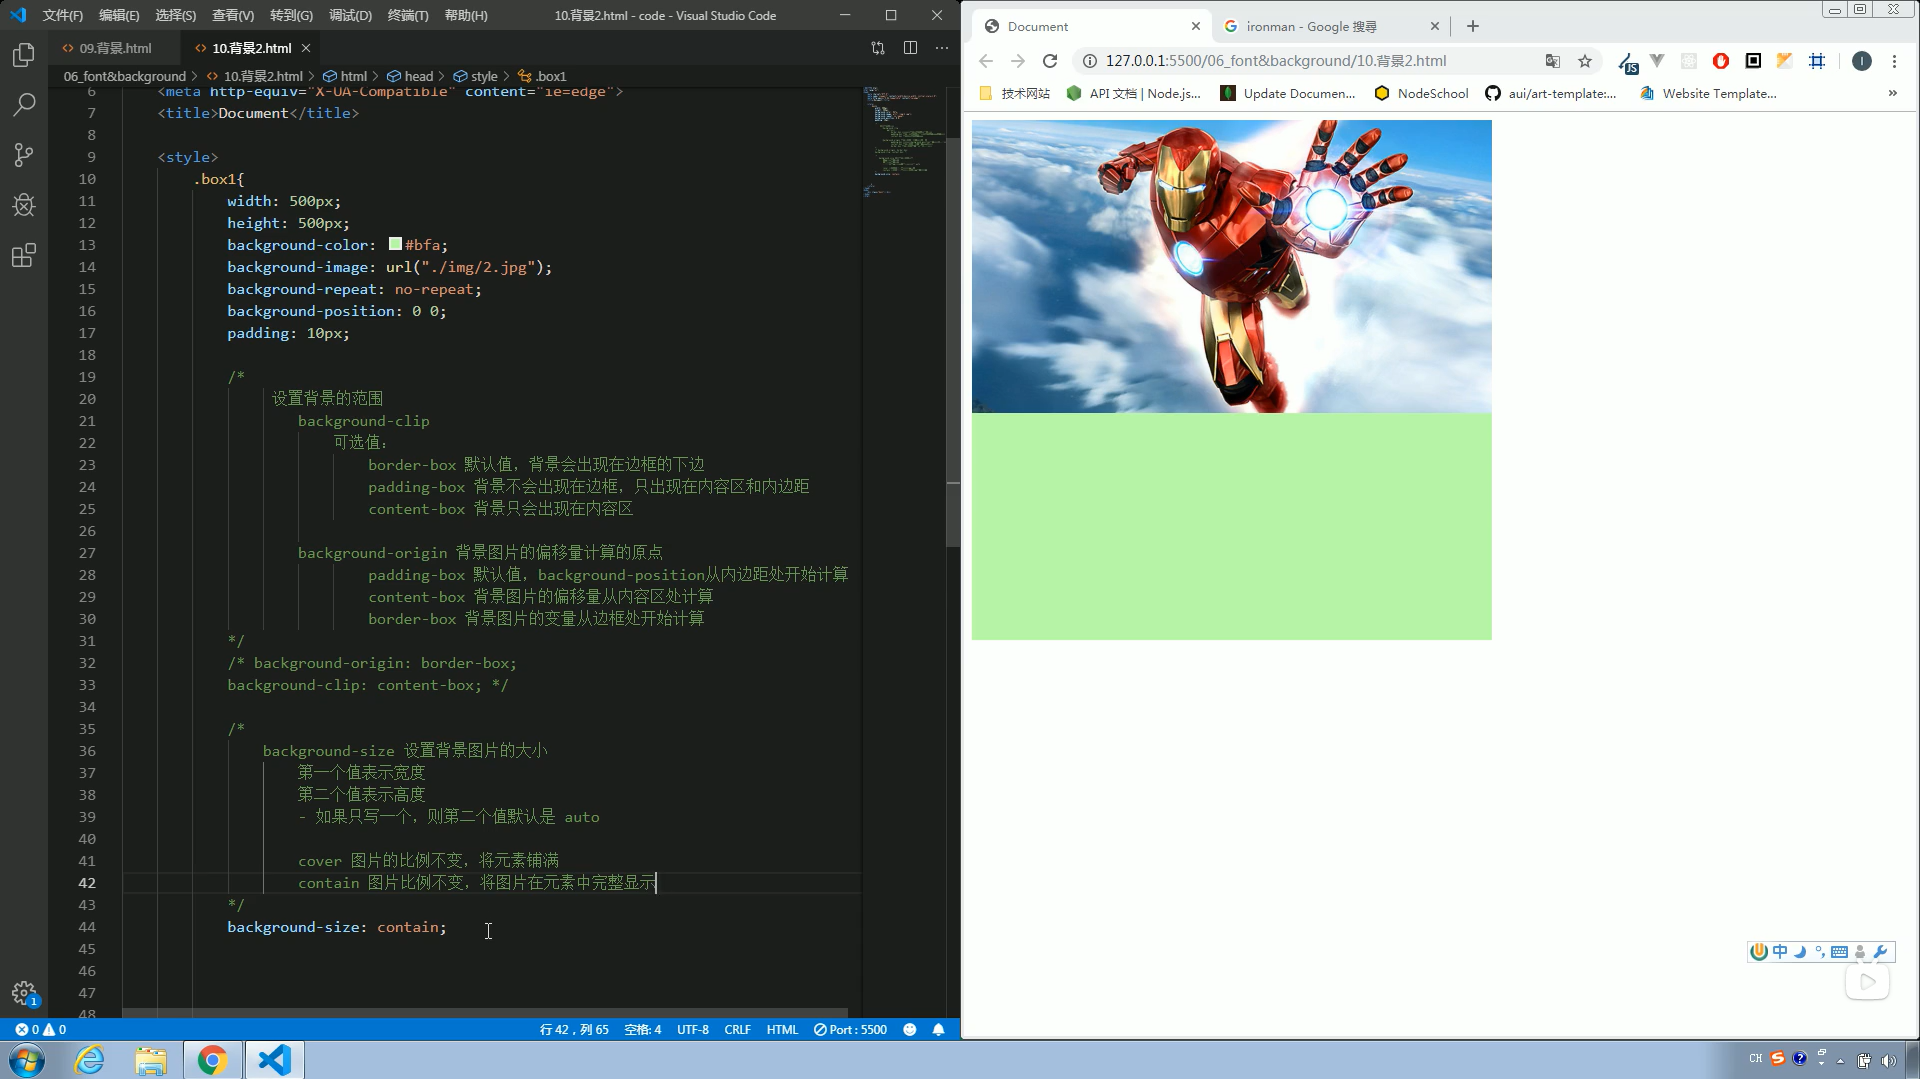 文件(F) 编辑(E) 选择(S) 查看(V) 转到(G) 调试(D) 终端(T) 帮助(H) 10.背景2.html - code - Visual Studio Code
09.背景.html 10.背景2.html
06_font&background > 10.背景2.html > html > head > style > .box1
6 <meta http-equiv="X-UA-Compatible" content="ie=edge">
7 <title>Document</title>
8
9 <style>
10 .box1{
11 width: 500px;
12 height: 500px;
13 background-color: #bfa;
14 background-image: url("./img/2.jpg");
15 background-repeat: no-repeat;
16 background-position: 0 0;
17 padding: 10px;
18
19 /*
20 设置背景的范围
21 background-clip
22 可选值：
23 border-box 默认值，背景会出现在边框的下边
24 padding-box 背景不会出现在边框，只出现在内容区和内边距
25 content-box 背景只会出现在内容区
26
27 background-origin 背景图片的偏移量计算的原点
28 padding-box 默认值，background-position从内边距处开始计算
29 content-box 背景图片的偏移量从内容区处计算
30 border-box 背景图片的变量从边框处开始计算
31 */
32 /* background-origin: border-box;
33 background-clip: content-box; */
34
35 /*
36 background-size 设置背景图片的大小
37 第一个值表示宽度
38 第二个值表示高度
39 - 如果只写一个，则第二个值默认是 auto
40
41 cover 图片的比例不变，将元素铺满
42 contain 图片比例不变，将图片在元素中完整显示
43 */
44 background-size: contain;
45
46
47
48
1
0 0 行 42，列 65 空格: 4 UTF-8 CRLF HTML Port : 5500
Document ironman - Google 搜尋
127.0.0.1:5500/06_font&background/10.背景2.html
JS I
技术网站 API 文档 | Node.js... Update Documen... NodeSchool aui/art-template:... Website Template... »
中
CH